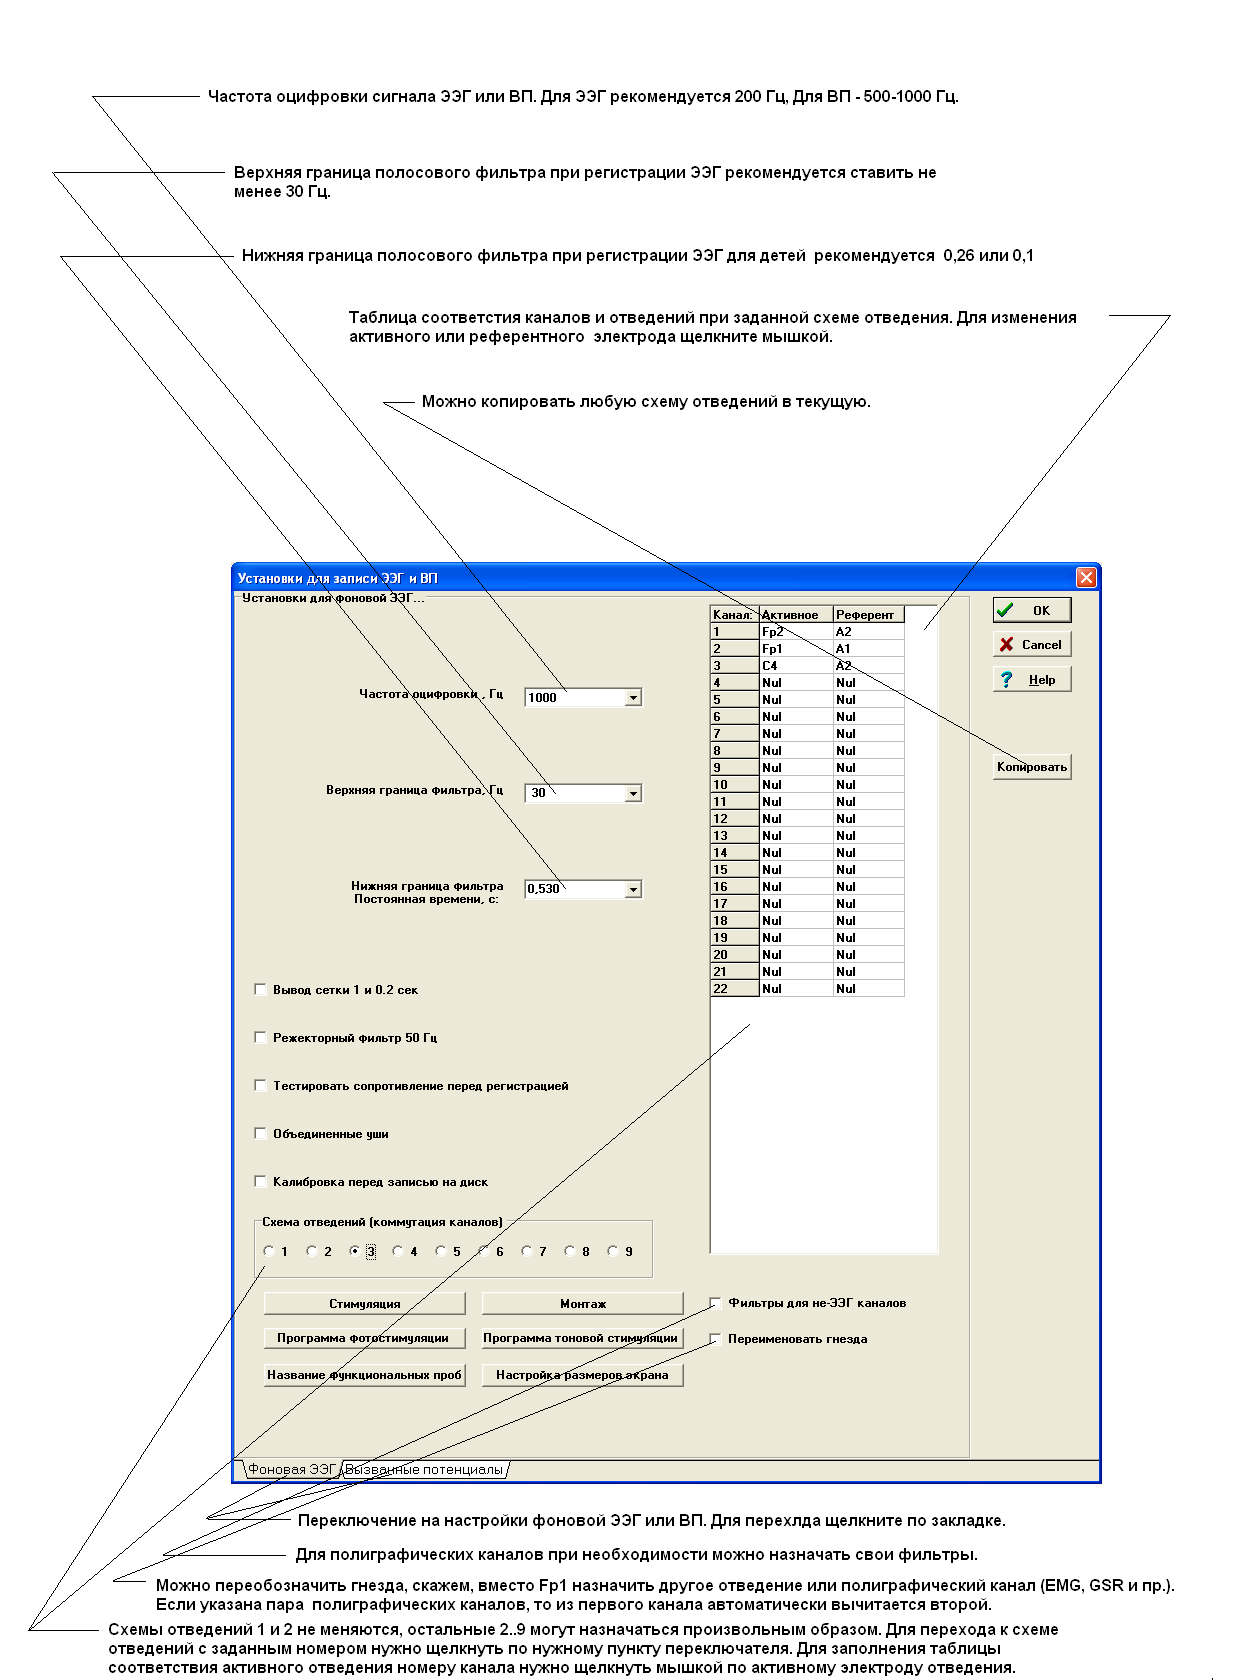 Частота оцифровки сигнала ЭЭГ или ВП. Для ЭЭГ рекомендуется 200 Гц, Для ВП - 500-1000 Гц.
Верхняя граница полосового фильтра при регистрации ЭЭГ рекомендуется ставить не
менее 30 Гц.
Нижняя граница полосового фильтра при регистрации ЭЭГ для детей  рекомендуется  0,26 или 0,1
Таблица соответстия каналов и отведений при заданной схеме отведения. Для изменения
активного или референтного  электрода щелкните мышкой.
Можно копировать любую схему отведений в текущую.
Установки для записи ЭЭГ и ВП
Установки для фоновой ЭЭГ...
Канал: Активное Референт
1 Fp2 A2
2 Fp1 A1
3 C4 A2
4 Nul Nul
5 Nul Nul
6 Nul Nul
7 Nul Nul
8 Nul Nul
9 Nul Nul
10 Nul Nul
11 Nul Nul
12 Nul Nul
13 Nul Nul
14 Nul Nul
15 Nul Nul
16 Nul Nul
17 Nul Nul
18 Nul Nul
19 Nul Nul
20 Nul Nul
21 Nul Nul
22 Nul Nul
OK
Cancel
Help
Копировать
Частота оцифровки , Гц 1000
Верхняя граница фильтра, Гц 30
Нижняя граница фильтра
Постоянная времени, с: 0,530
Вывод сетки 1 и 0.2 сек
Режекторный фильтр 50 Гц
Тестировать сопротивление перед регистрацией
Объединенные уши
Калибровка перед записью на диск
Схема отведений (коммутация каналов)
1 2 3 4 5 6 7 8 9
Стимуляция Монтаж
Программа фотостимуляции Программа тоновой стимуляции
Название функциональных проб Настройка размеров экрана
Фильтры для не-ЭЭГ каналов
Переименовать гнезда
Фоновая ЭЭГ Вызванные потенциалы
Переключение на настройки фоновой ЭЭГ или ВП. Для перехлда щелкните по закладке.
Для полиграфических каналов при необходимости можно назначать свои фильтры.
Можно переобозначить гнезда, скажем, вместо Fp1 назначить другое отведение или полиграфический канал (EMG, GSR и пр.).
Если указана пара  полиграфических каналов, то из первого канала автоматически вычитается второй.
Схемы отведений 1 и 2 не меняются, остальные 2..9 могут назначаться произвольным образом. Для перехода к схеме
отведений с заданным номером нужно щелкнуть по нужному пункту переключателя. Для заполнения таблицы
соответствия активного отведения номеру канала нужно щелкнуть мышкой по активному электроду отведения.